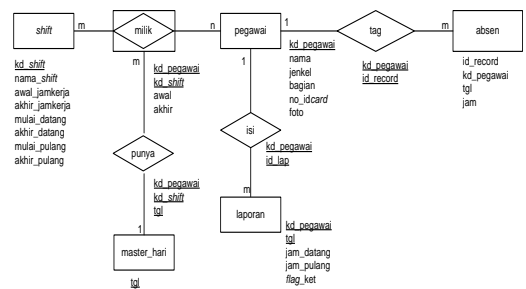 shift
m
milik
n
pegawai
1
tag
m
absen
kd_shift
nama_shift
awal_jamkerja
akhir_jamkerja
mulai_datang
akhir_datang
mulai_pulang
akhir_pulang
m
kd_pegawai
kd_shift
awal
akhir
1
kd_pegawai
nama
jenkel
bagian
no_idcard
foto
kd_pegawai
id_record
id_record
kd_pegawai
tgl
jam
punya
kd_pegawai
kd_shift
tgl
1
master_hari
tgl
isi
kd_pegawai
id_lap
m
laporan
kd_pegawai
tgl
jam_datang
jam_pulang
flag_ket